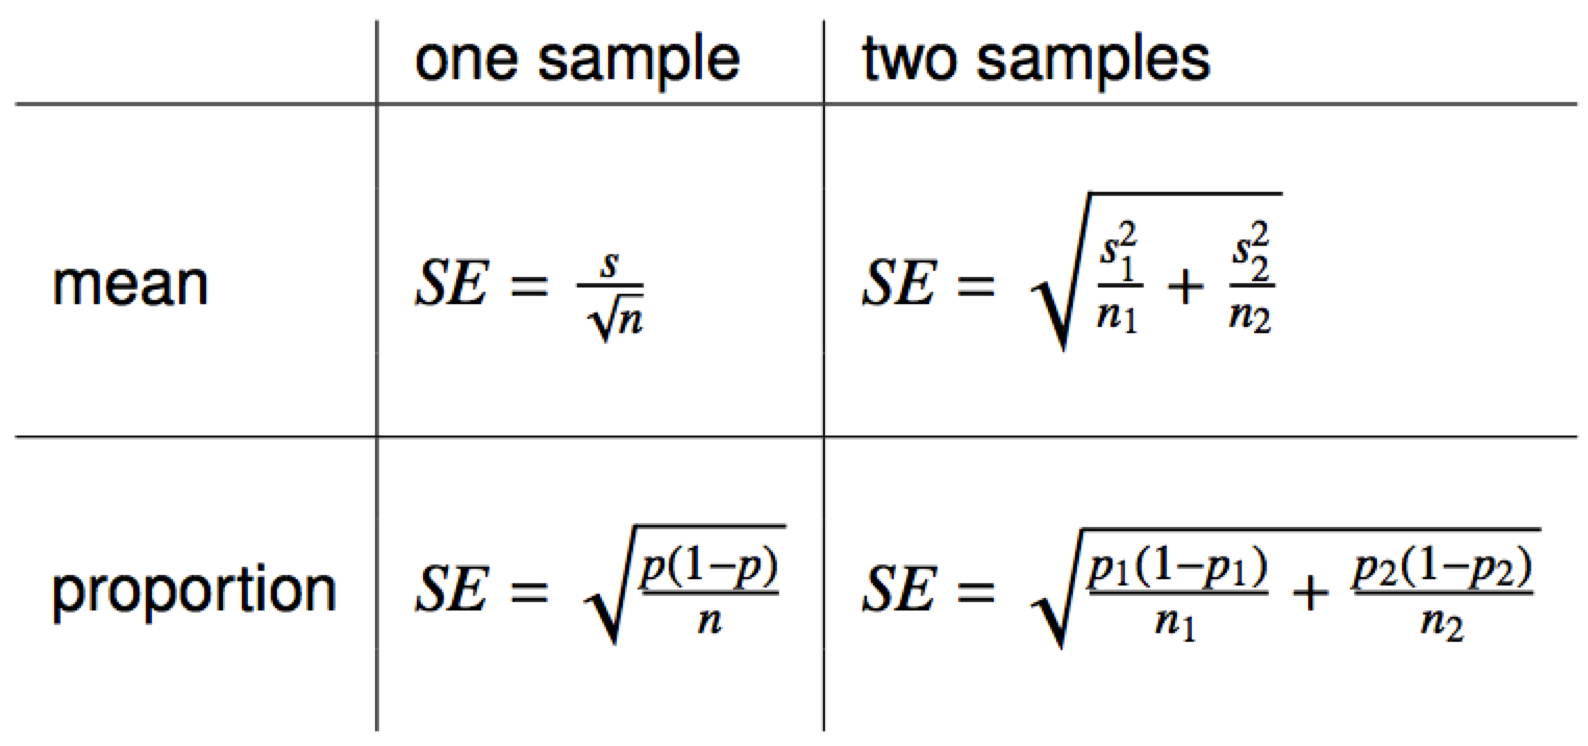 one sample two samples
mean SE = s/√n SE = √(s₁²/n₁ + s₂²/n₂)
proportion SE = √(p(1−p)/n) SE = √(p₁(1−p₁)/n₁ + p₂(1−p₂)/n₂)